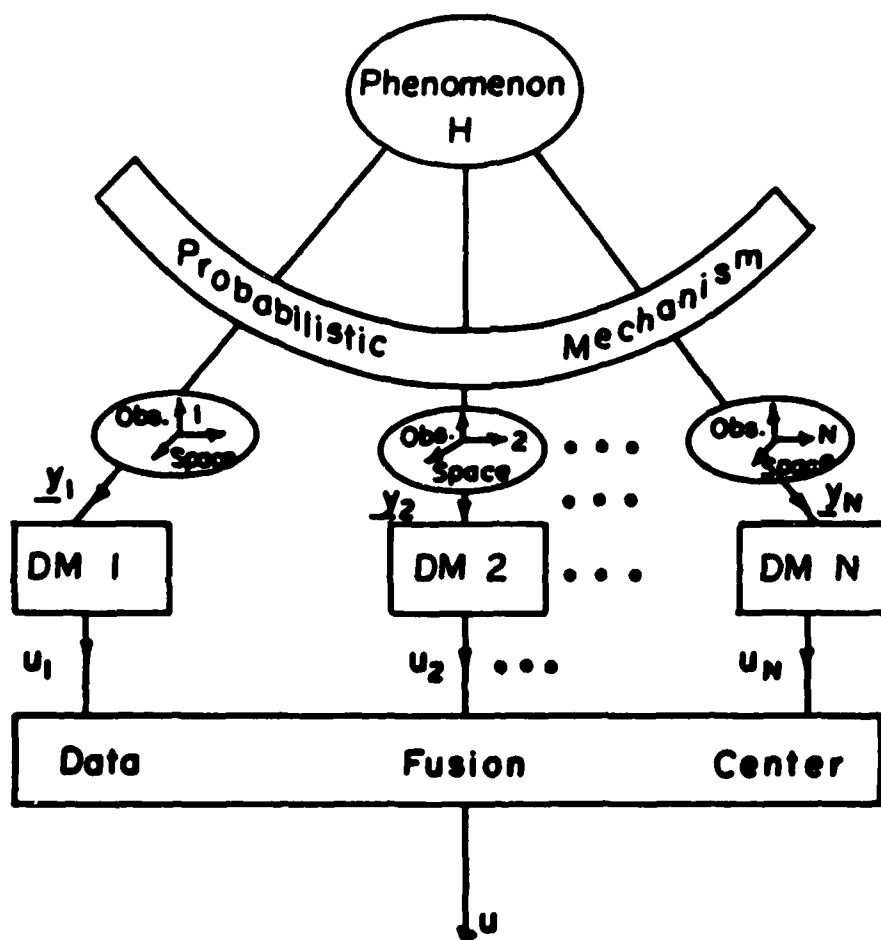 Phenomenon
H
Probabilistic Mechanism
Obs. 1
Space
Obs. 2
Space
Obs. N
Space
y1
y2
yN
DM 1
DM 2
DM N
u1
u2
uN
Data Fusion Center
u